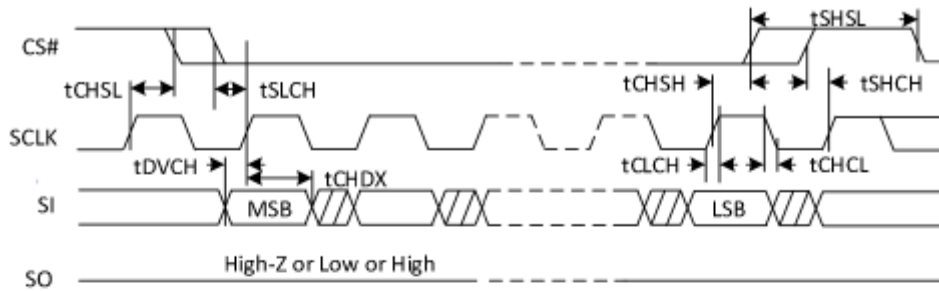 tSHSL
CS#
tCHSL
tSLCH
tCHSH
tSHCH
SCLK
tDVCH
tCHDX
tCLCH
tCHCL
SI
MSB
LSB
High-Z or Low or High
SO